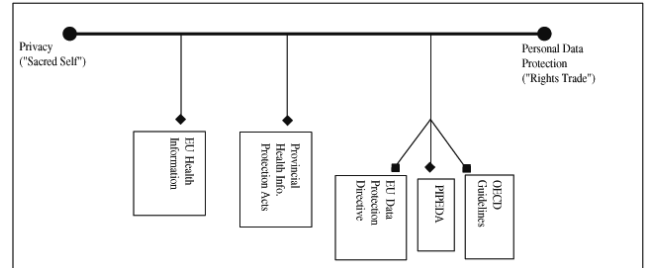 Privacy
("Sacred Self")
Personal Data
Protection
("Rights Trade")
EU Health
Information
Provincial
Health Info.
Protection Acts
EU Data
Protection
Directive
PIPEDA
OECD
Guidelines